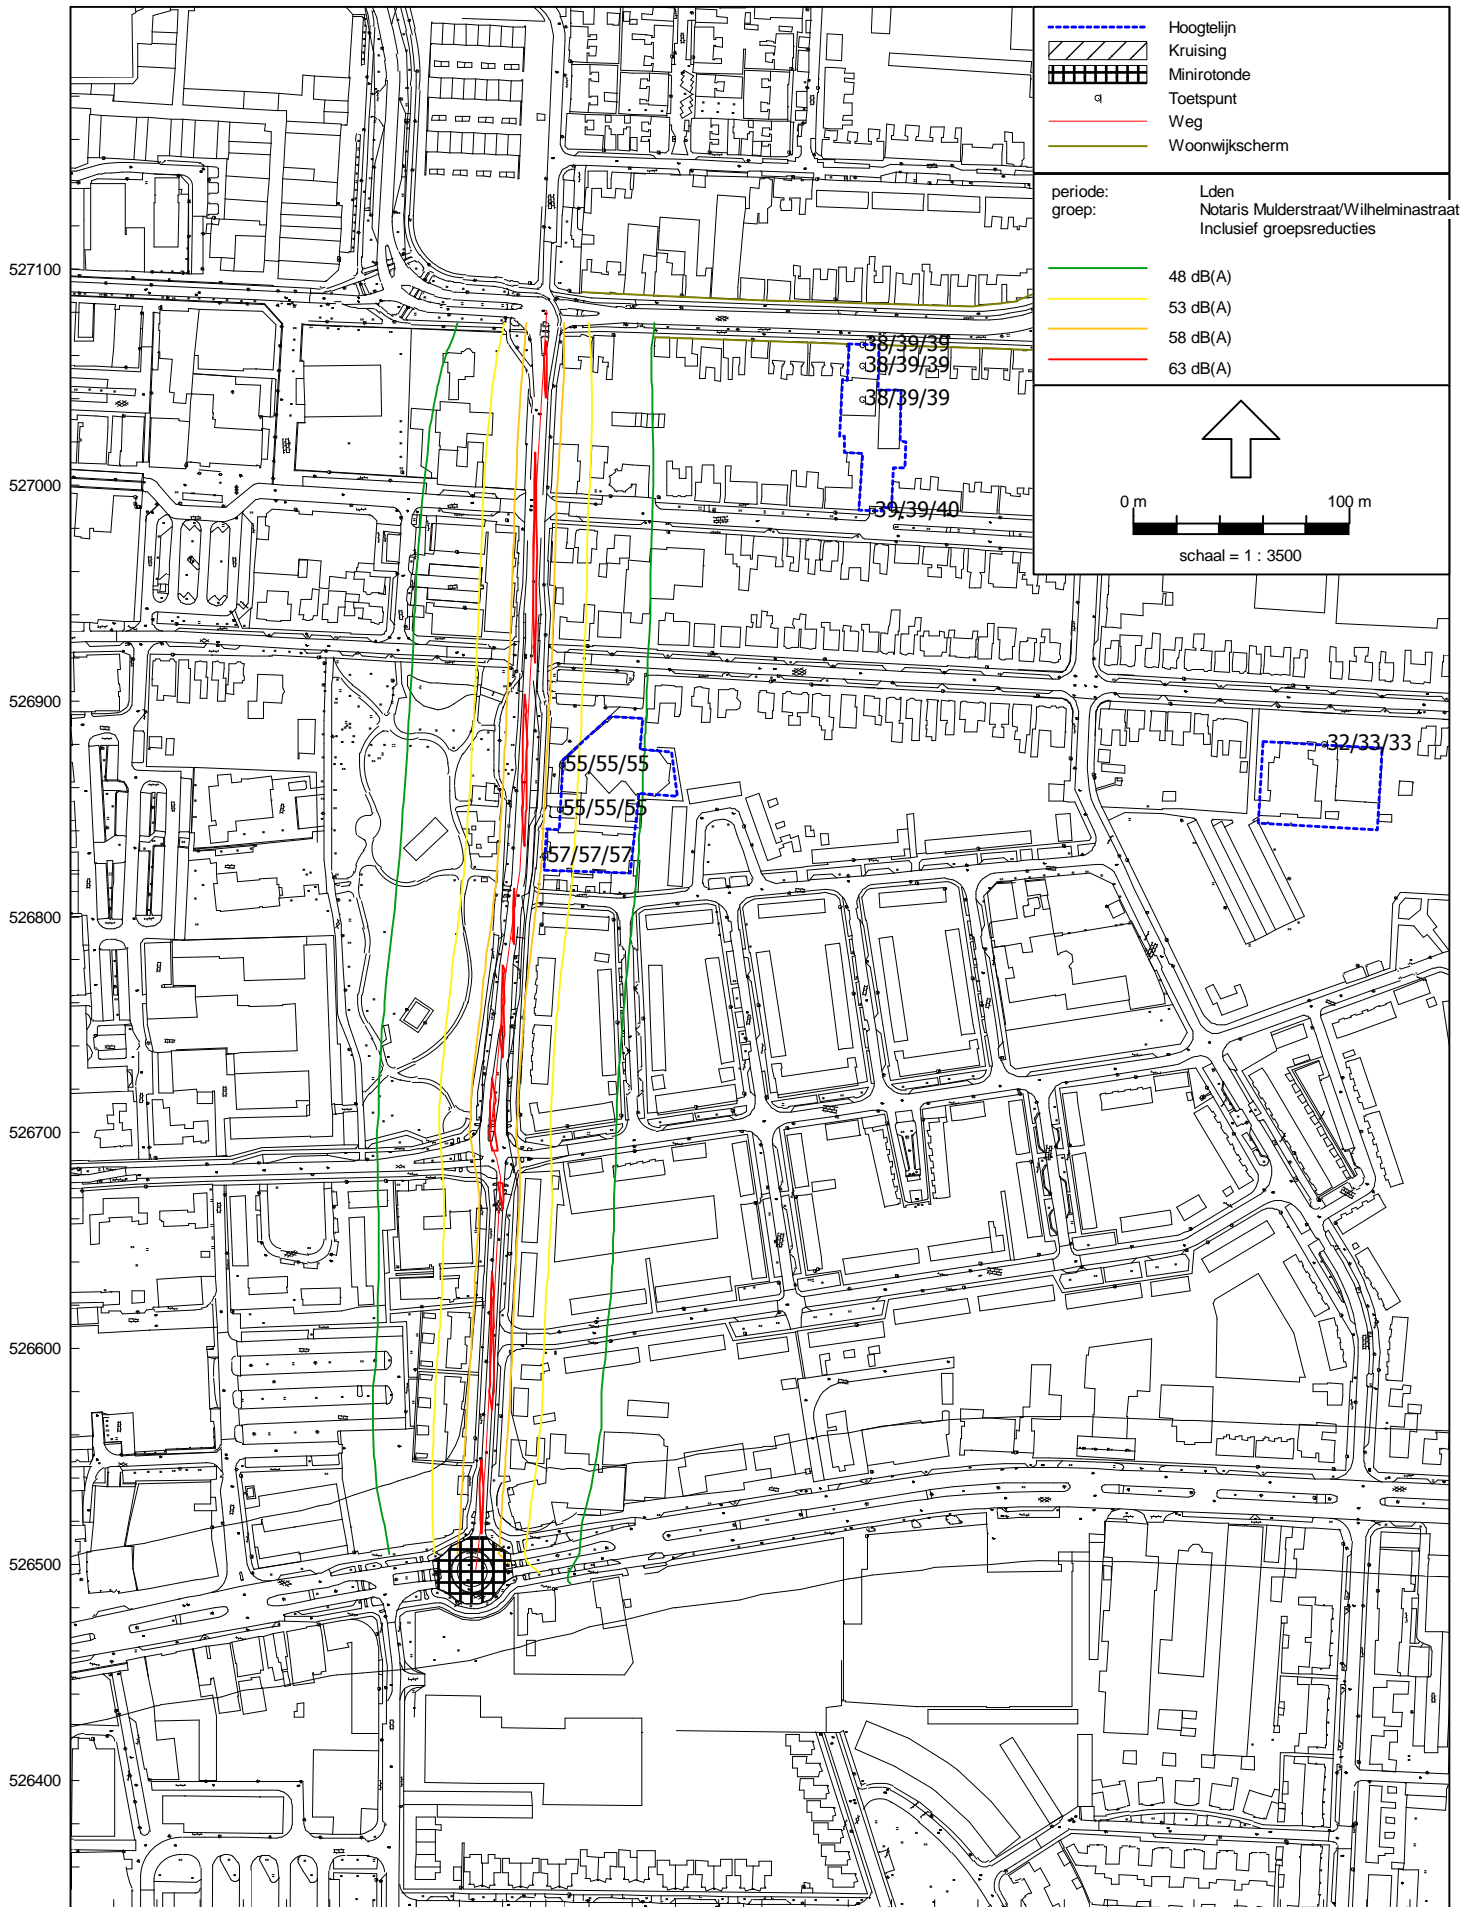 Hoogtelijn
Kruising
Minirotonde
Toetspunt
Weg
Woonwijkscherm
periode: Lden
groep: Notaris Mulderstraat/Wilhelminastraat
Inclusief groepsreducties
48 dB(A)
53 dB(A)
58 dB(A)
63 dB(A)
0 m 100 m
schaal = 1 : 3500
527100
38/39/39
38/39/39
38/39/39
527000
39/39/40
526900
32/33/33
55/55/55
55/55/55
57/57/57
526800
526700
526600
526500
526400